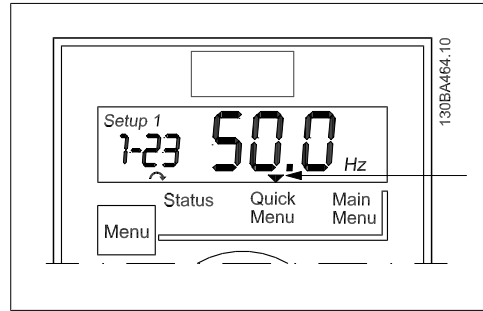 130BA464.10
Setup 1
1-23 50.0 Hz
Status Quick Menu Main Menu
Menu